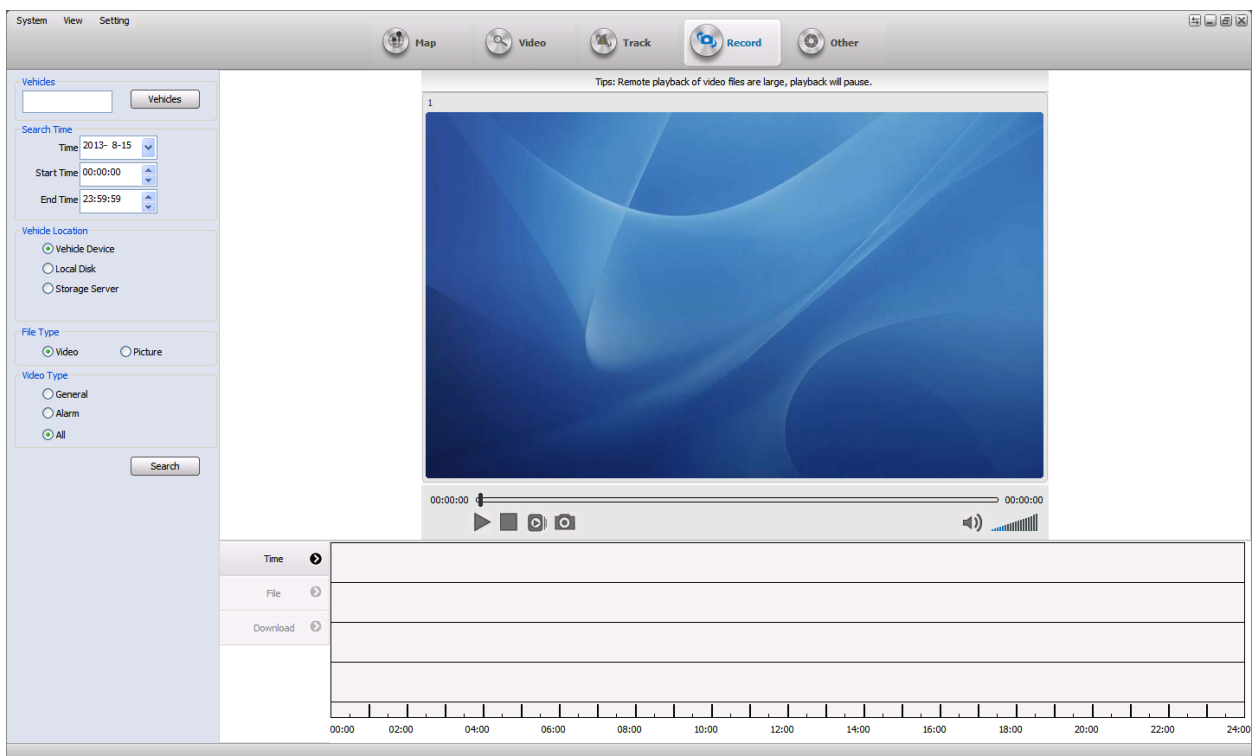 System View Setting
Map Video Track Record Other
Vehicles
Vehicles
Search Time
Time 2013- 8-15
Start Time 00:00:00
End Time 23:59:59
Vehicle Location
Vehicle Device
Local Disk
Storage Server
File Type
Video Picture
Video Type
General
Alarm
All
Search
Tips: Remote playback of video files are large, playback will pause.
1
00:00:00 00:00:00
Time
File
Download
00:00 02:00 04:00 06:00 08:00 10:00 12:00 14:00 16:00 18:00 20:00 22:00 24:00